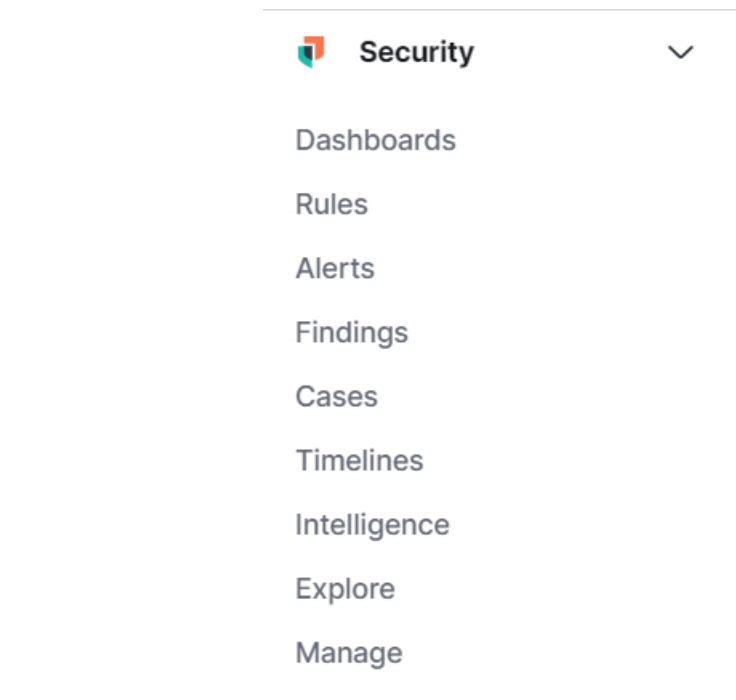 Security
Dashboards
Rules
Alerts
Findings
Cases
Timelines
Intelligence
Explore
Manage